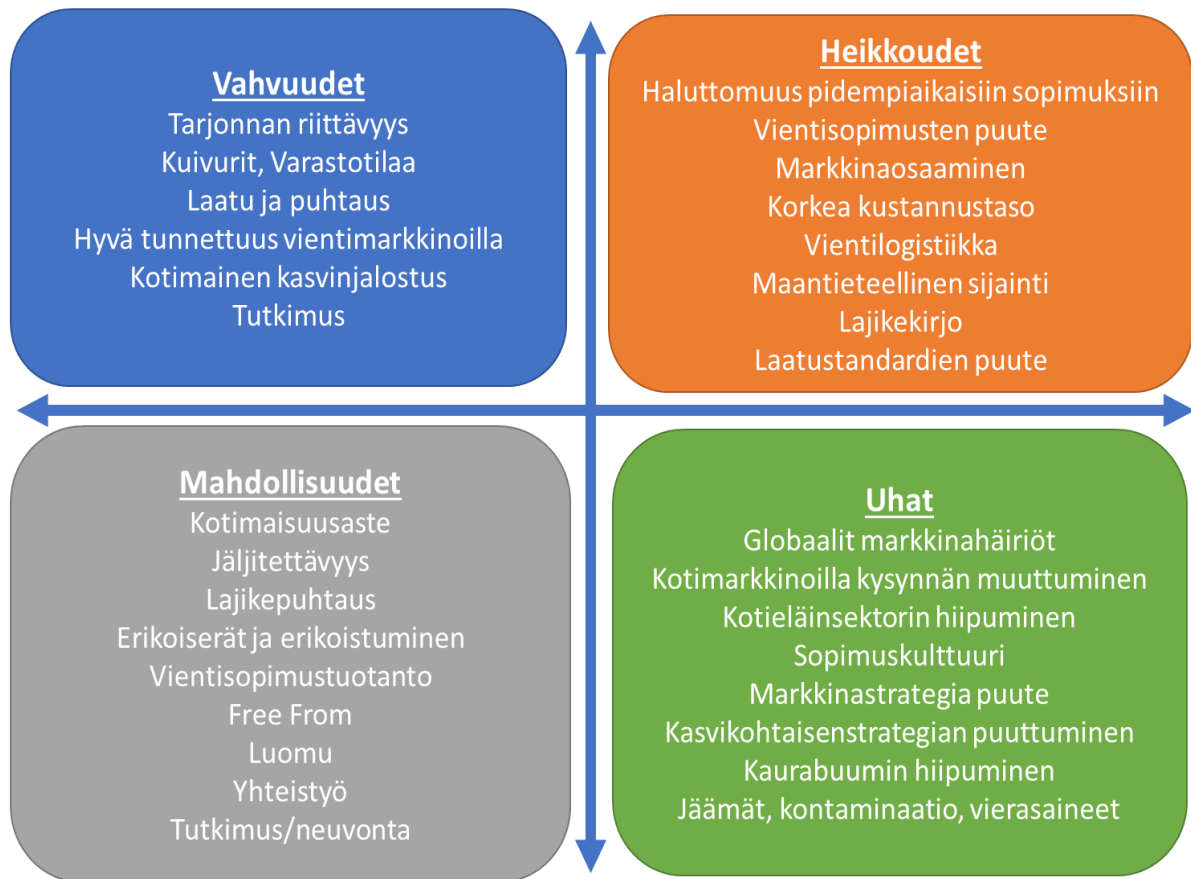 Vahvuudet
Tarjonnan riittävyys
Kuivurit, Varastotilaa
Laatu ja puhtaus
Hyvä tunnettuus vientimarkkinoilla
Kotimainen kasvinjalostus
Tutkimus
Heikkoudet
Haluttomuus pidempiaikaisiin sopimuksiin
Vientisopimusten puute
Markkinaosaaminen
Korkea kustannustaso
Vientilogistiikka
Maantieteellinen sijainti
Lajikekirjo
Laatustandardien puute
Mahdollisuudet
Kotimaisuusaste
Jäljitettävyys
Lajikepuhtaus
Erikoiserät ja erikoistuminen
Vientisopimustuotanto
Free From
Luomu
Yhteistyö
Tutkimus/neuvonta
Uhat
Globaalit markkinahäiriöt
Kotimarkkinoilla kysynnän muuttuminen
Kotieläinsektorin hiipuminen
Sopimuskulttuuri
Markkinastrategia puute
Kasvikohtaisenstrategian puuttuminen
Kaurabuumin hiipuminen
Jäämät, kontaminaatio, vierasaineet